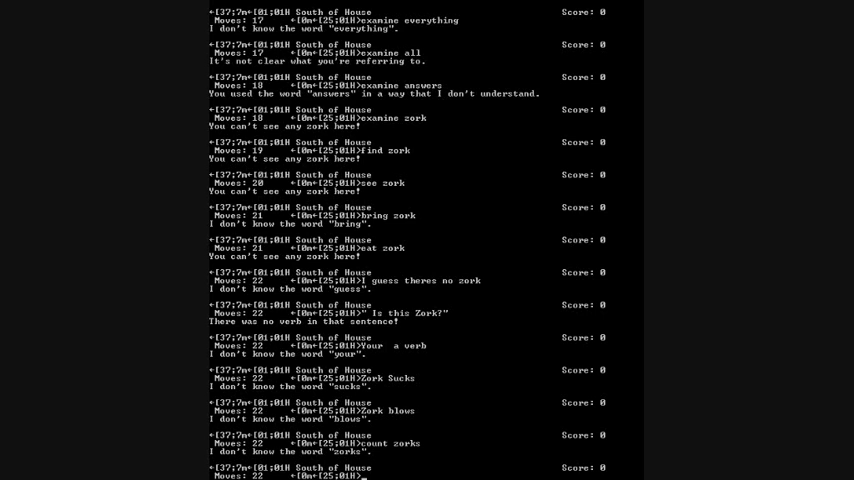 ←[37;7m←[01;01H South of House Score: 0
Moves: 17 ←[0m←[25;01H>examine everything
I don't know the word "everything".
←[37;7m←[01;01H South of House Score: 0
Moves: 17 ←[0m←[25;01H>examine all
It's not clear what you're referring to.
←[37;7m←[01;01H South of House Score: 0
Moves: 18 ←[0m←[25;01H>examine answers
You used the word "answers" in a way that I don't understand.
←[37;7m←[01;01H South of House Score: 0
Moves: 18 ←[0m←[25;01H>examine zork
You can't see any zork here!
←[37;7m←[01;01H South of House Score: 0
Moves: 19 ←[0m←[25;01H>find zork
You can't see any zork here!
←[37;7m←[01;01H South of House Score: 0
Moves: 20 ←[0m←[25;01H>see zork
You can't see any zork here!
←[37;7m←[01;01H South of House Score: 0
Moves: 21 ←[0m←[25;01H>bring zork
I don't know the word "bring".
←[37;7m←[01;01H South of House Score: 0
Moves: 21 ←[0m←[25;01H>eat zork
You can't see any zork here!
←[37;7m←[01;01H South of House Score: 0
Moves: 22 ←[0m←[25;01H>I guess theres no zork
I don't know the word "guess".
←[37;7m←[01;01H South of House Score: 0
Moves: 22 ←[0m←[25;01H>" Is this Zork?"
There was no verb in that sentence!
←[37;7m←[01;01H South of House Score: 0
Moves: 22 ←[0m←[25;01H>Your a verb
I don't know the word "your".
←[37;7m←[01;01H South of House Score: 0
Moves: 22 ←[0m←[25;01H>Zork Sucks
I don't know the word "sucks".
←[37;7m←[01;01H South of House Score: 0
Moves: 22 ←[0m←[25;01H>Zork blows
I don't know the word "blows".
←[37;7m←[01;01H South of House Score: 0
Moves: 22 ←[0m←[25;01H>count zorks
I don't know the word "zorks".
←[37;7m←[01;01H South of House Score: 0
Moves: 22 ←[0m←[25;01H>_